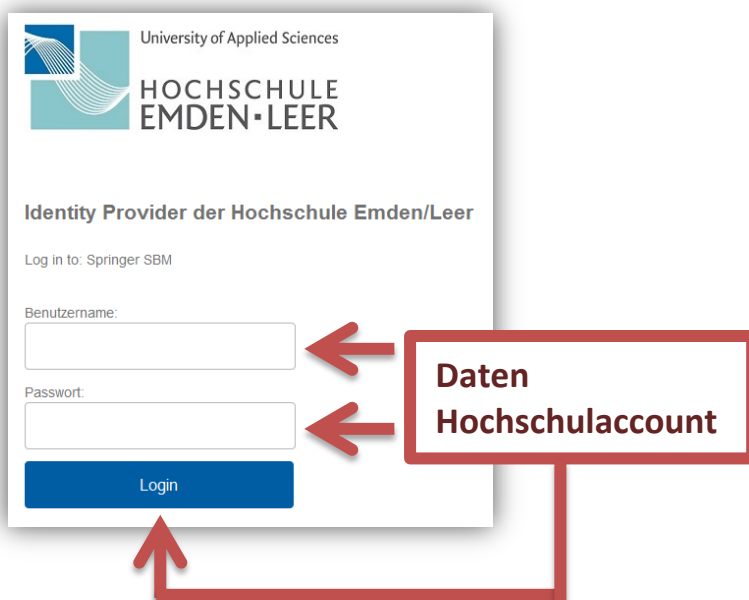 University of Applied Sciences
HOCHSCHULE
EMDEN▪LEER
Identity Provider der Hochschule Emden/Leer
Log in to: Springer SBM
Benutzername:
Passwort:
Daten
Hochschulaccount
Login